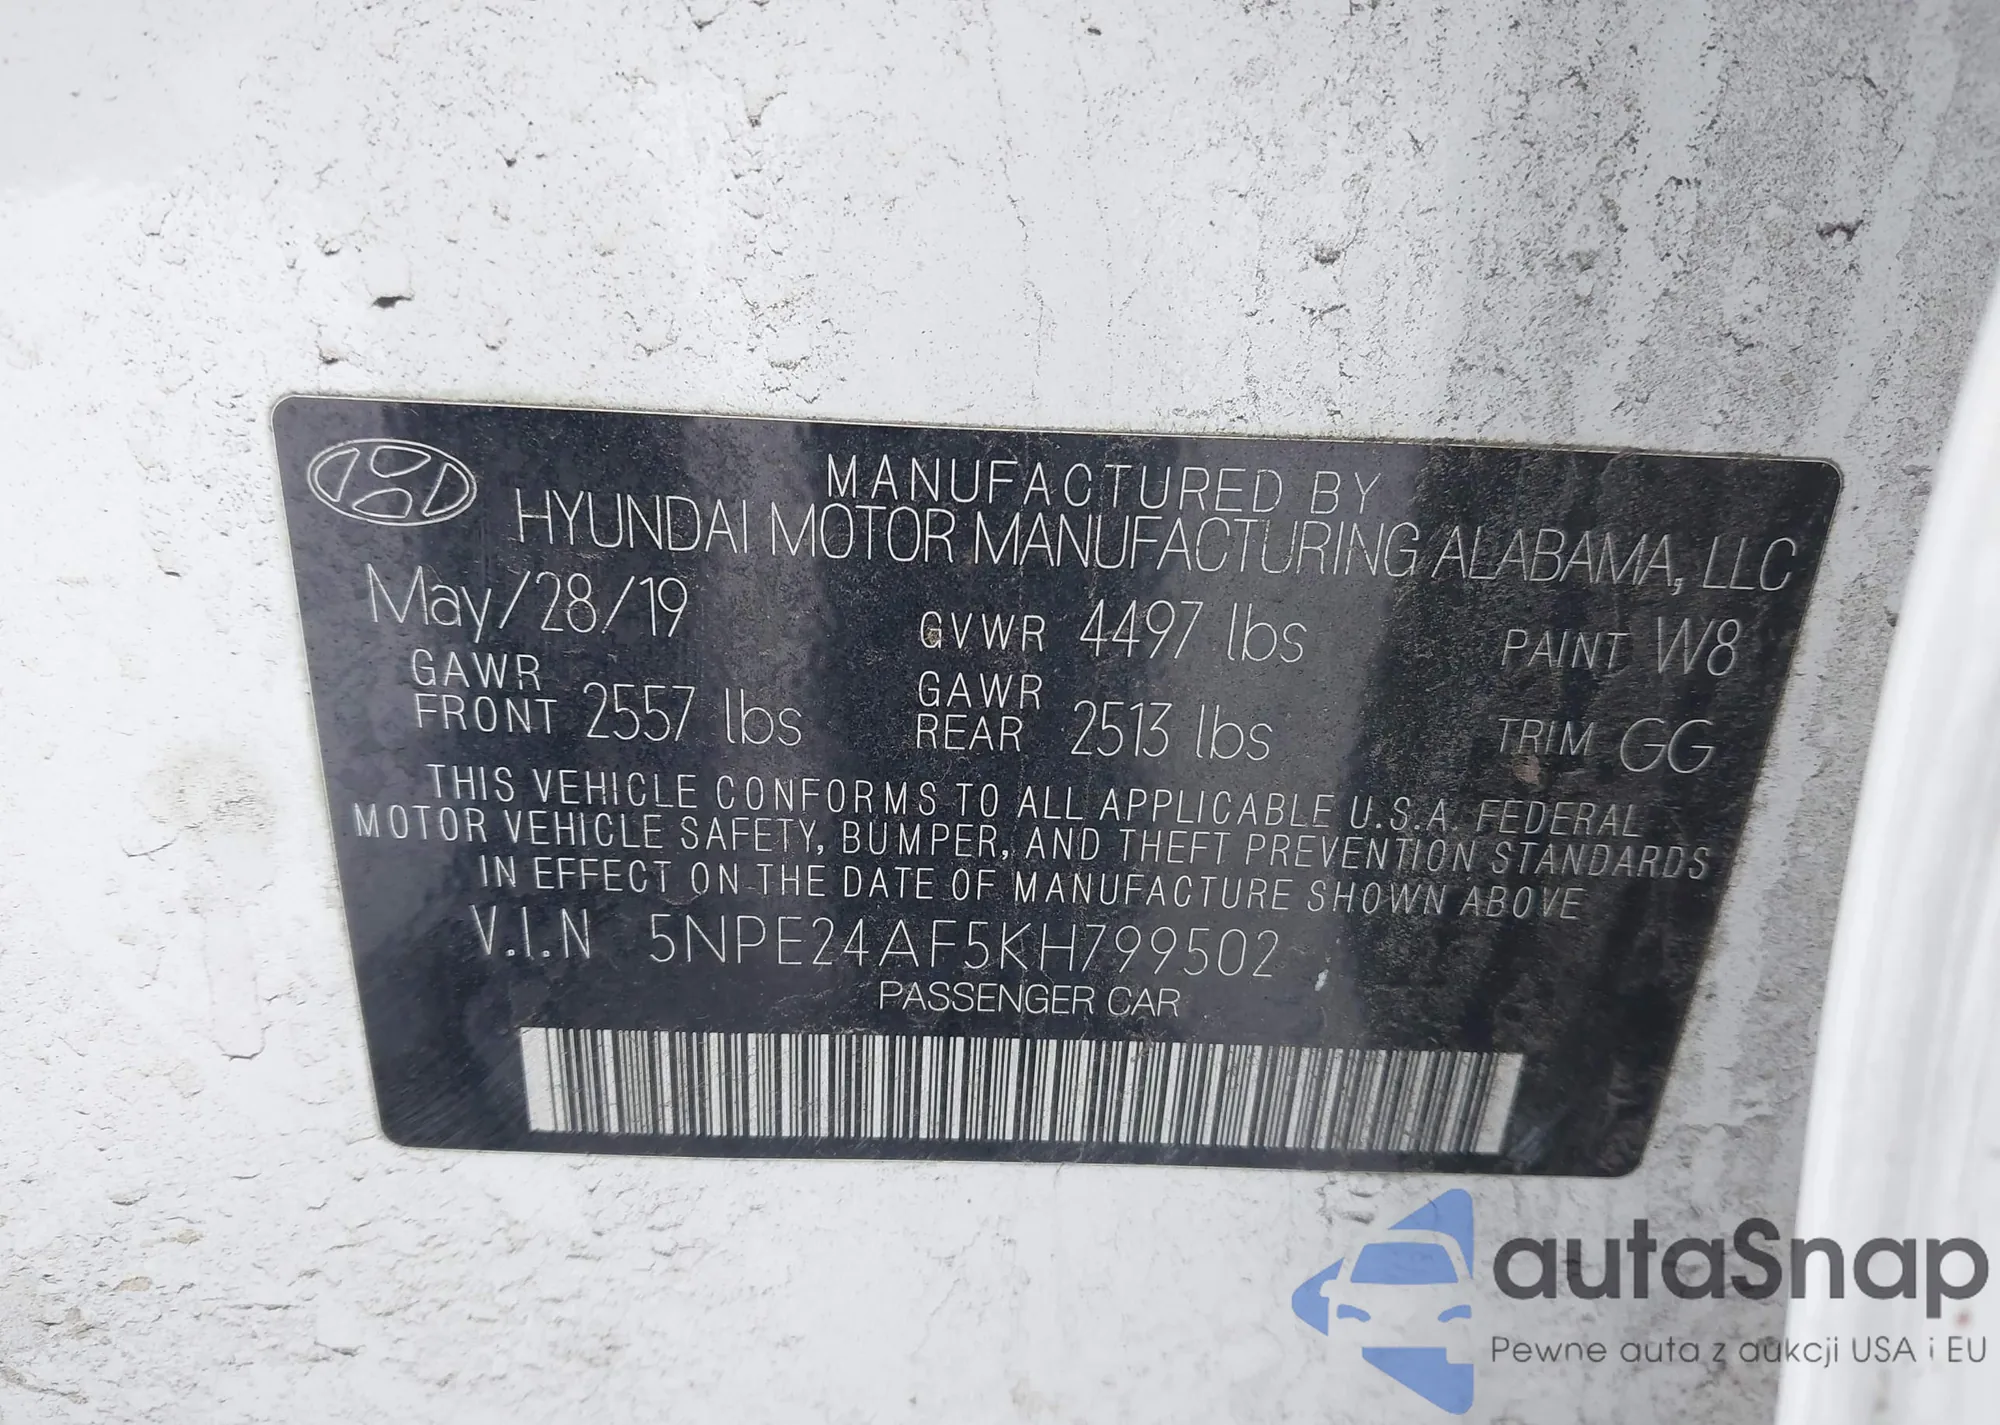 MANUFACTURED BY
HYUNDAI MOTOR MANUFACTURING ALABAMA, LLC
May/28/19 GVWR 4497 lbs PAINT W8
GAWR FRONT 2557 lbs GAWR REAR 2513 lbs TRIM GG
THIS VEHICLE CONFORMS TO ALL APPLICABLE U.S.A. FEDERAL
MOTOR VEHICLE SAFETY, BUMPER, AND THEFT PREVENTION STANDARDS
IN EFFECT ON THE DATE OF MANUFACTURE SHOWN ABOVE
V.I.N 5NPE24AF5KH799502
PASSENGER CAR
autaSnap
Pewne auta z aukcji USA i EU